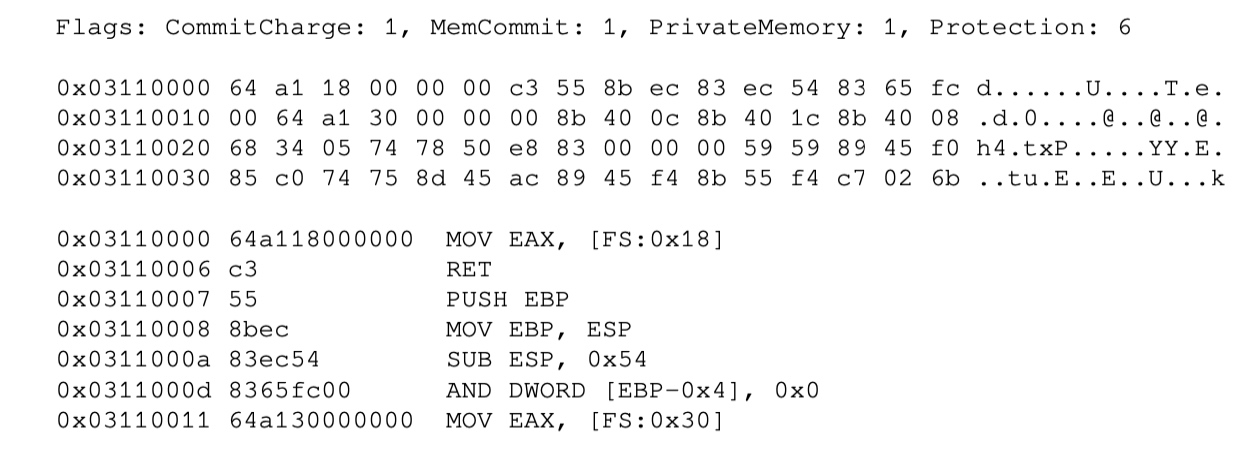 Flags: CommitCharge: 1, MemCommit: 1, PrivateMemory: 1, Protection: 6
0x03110000 64 a1 18 00 00 00 c3 55 8b ec 83 ec 54 83 65 fc d......U....T.e.
0x03110010 00 64 a1 30 00 00 00 8b 40 0c 8b 40 1c 8b 40 08 .d.0....@..@..@.
0x03110020 68 34 05 74 78 50 e8 83 00 00 00 59 59 89 45 f0 h4.txP.....YY.E.
0x03110030 85 c0 74 75 8d 45 ac 89 45 f4 8b 55 f4 c7 02 6b ..tu.E..E..U...k
0x03110000 64a118000000 MOV EAX, [FS:0x18]
0x03110006 c3 RET
0x03110007 55 PUSH EBP
0x03110008 8bec MOV EBP, ESP
0x0311000a 83ec54 SUB ESP, 0x54
0x0311000d 8365fc00 AND DWORD [EBP-0x4], 0x0
0x03110011 64a130000000 MOV EAX, [FS:0x30]